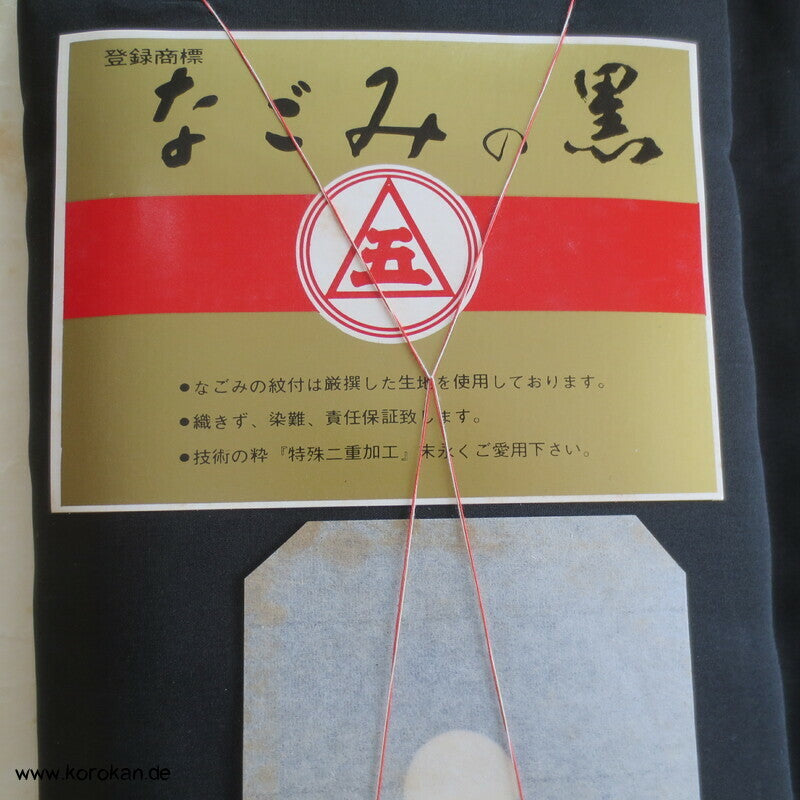 登録商標
なごみの黒
五
●なごみの紋付は厳撰した生地を使用しております。
●織きず、染難、責任保証致します。
●技術の粋『特殊二重加工』末永くご愛用下さい。
www.korokan.de